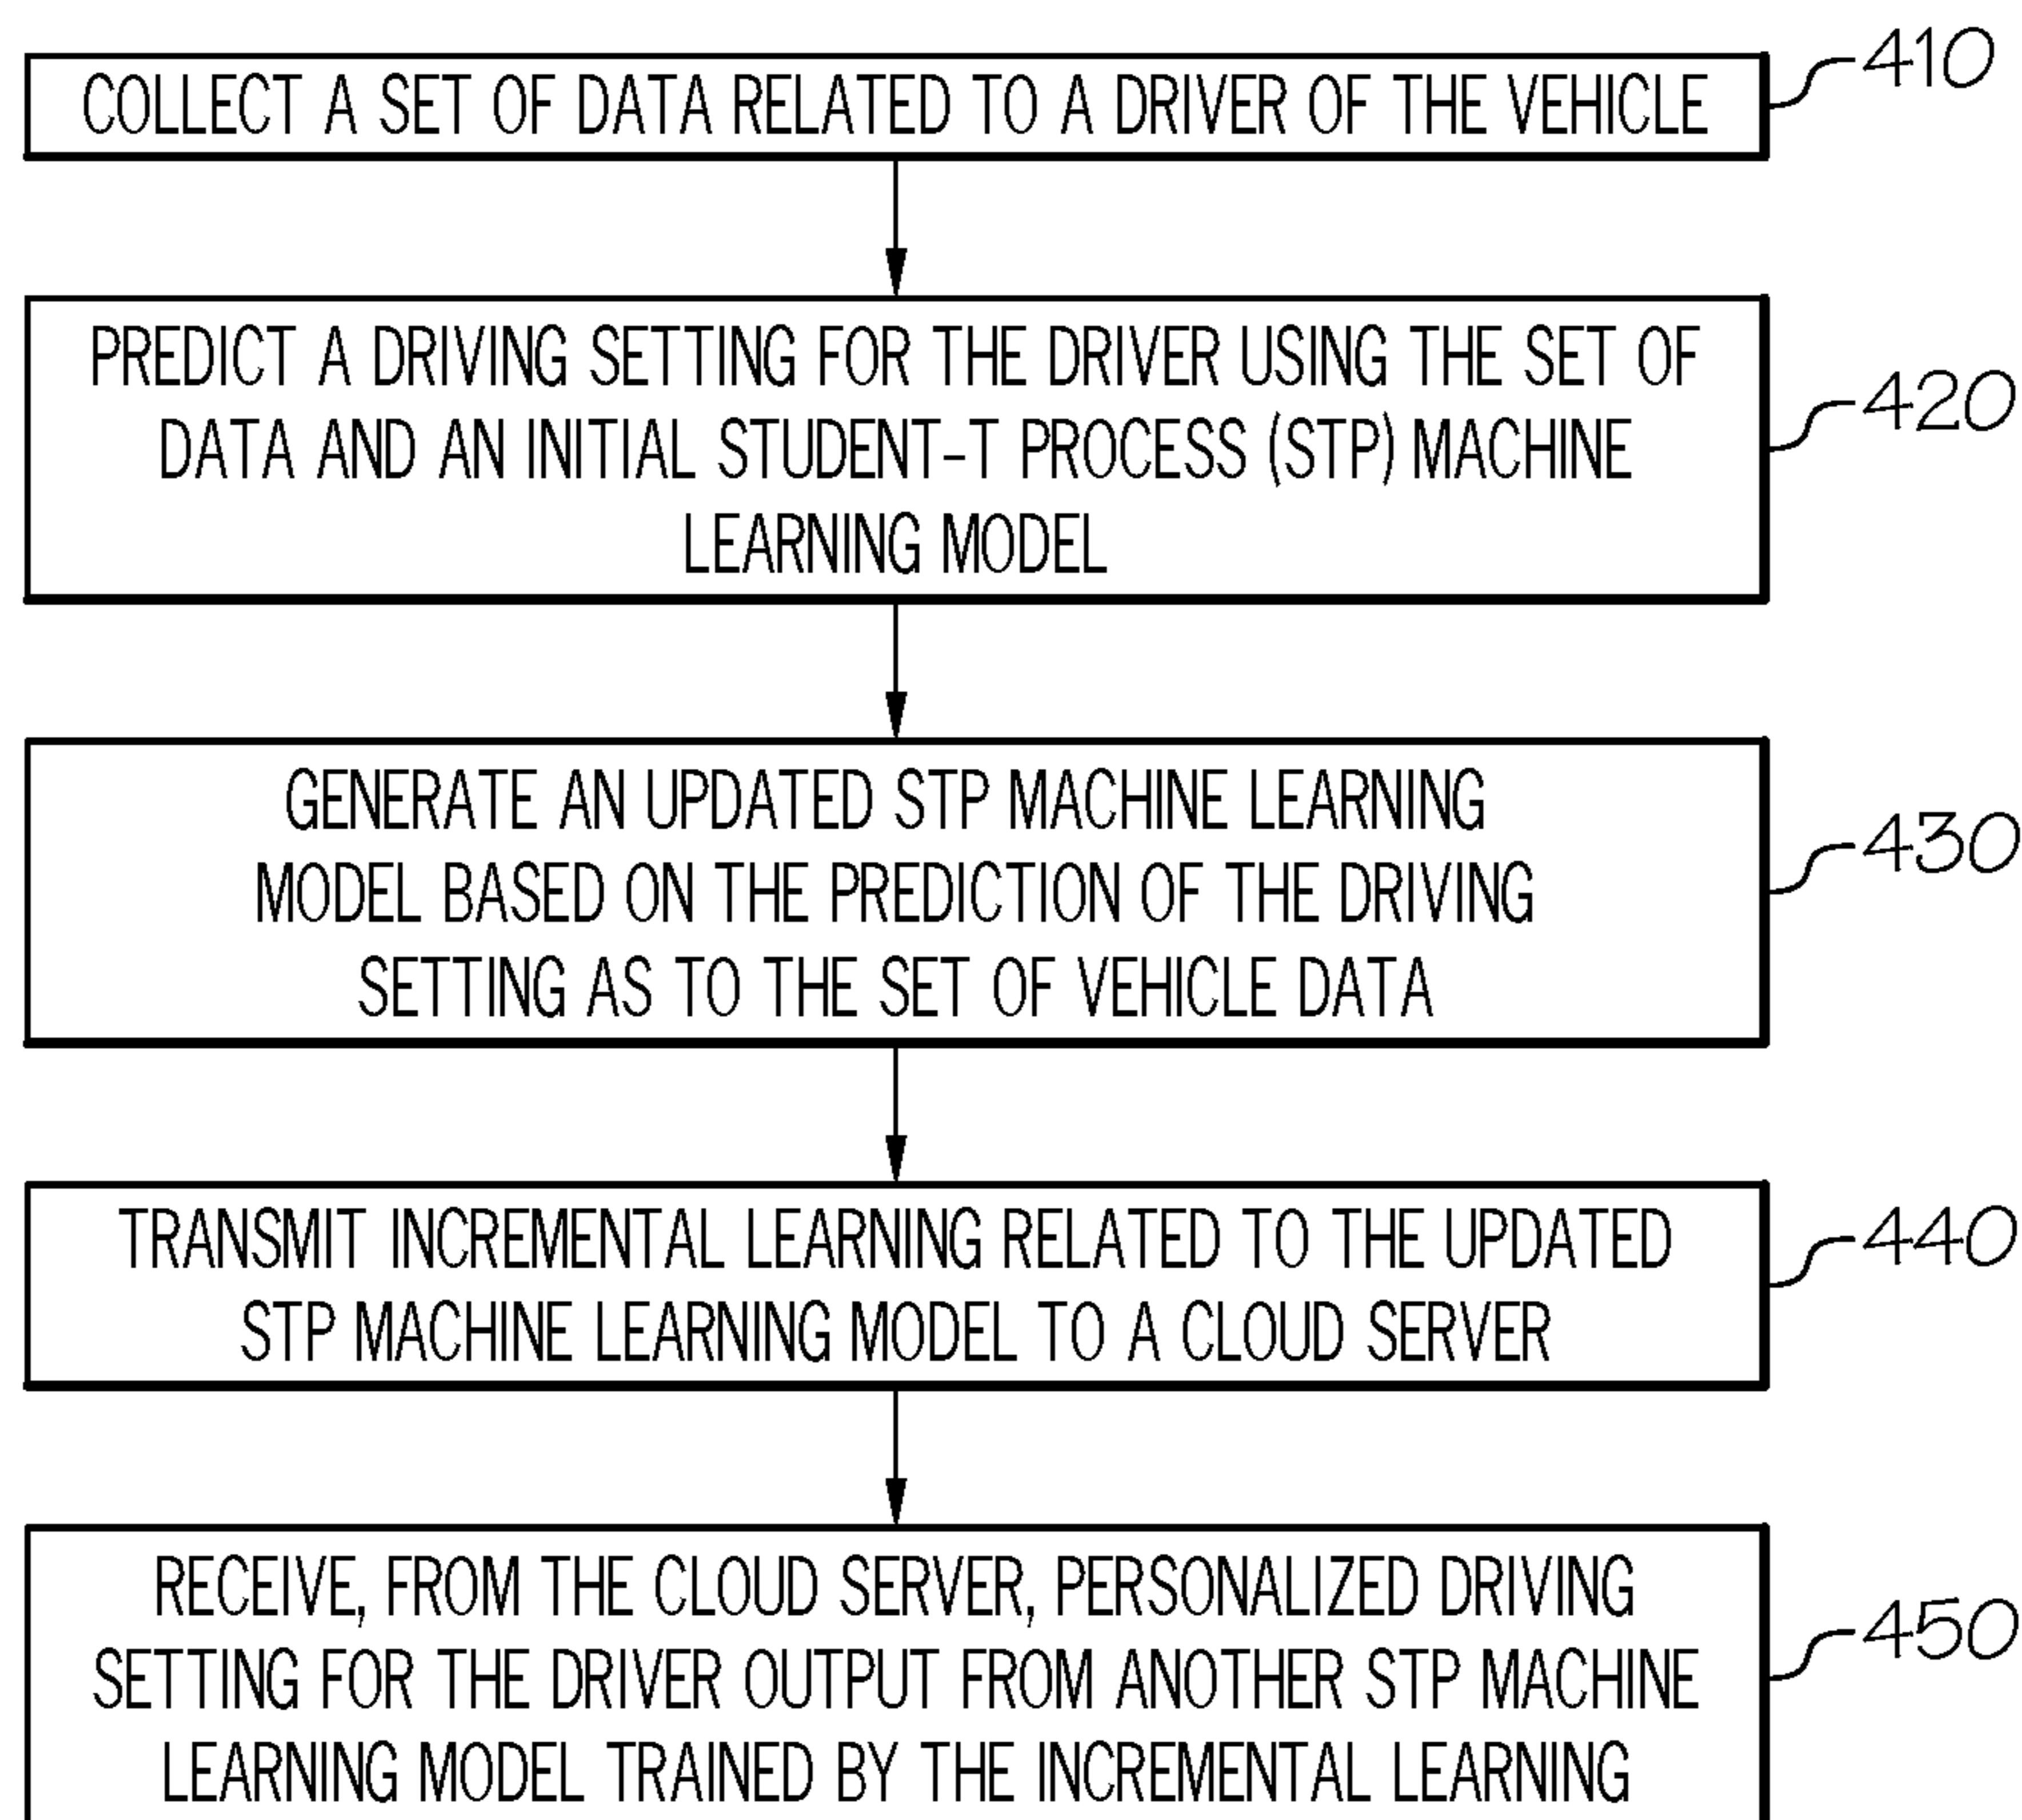 COLLECT A SET OF DATA RELATED TO A DRIVER OF THE VEHICLE
410
PREDICT A DRIVING SETTING FOR THE DRIVER USING THE SET OF
DATA AND AN INITIAL STUDENT-T PROCESS (STP) MACHINE
LEARNING MODEL
420
GENERATE AN UPDATED STP MACHINE LEARNING
MODEL BASED ON THE PREDICTION OF THE DRIVING
SETTING AS TO THE SET OF VEHICLE DATA
430
TRANSMIT INCREMENTAL LEARNING RELATED TO THE UPDATED
STP MACHINE LEARNING MODEL TO A CLOUD SERVER
440
RECEIVE, FROM THE CLOUD SERVER, PERSONALIZED DRIVING
SETTING FOR THE DRIVER OUTPUT FROM ANOTHER STP MACHINE
LEARNING MODEL TRAINED BY THE INCREMENTAL LEARNING
450